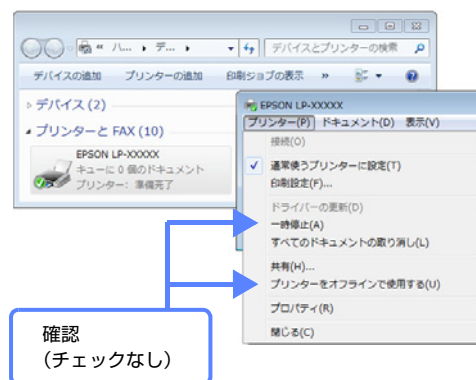 ハ... ▸ デ... ▸
デバイスとプリンターの検索
デバイスの追加 プリンターの追加 印刷ジョブの表示 »
デバイス (2)
プリンターと FAX (10)
EPSON LP-XXXXX
キューに 0 個のドキュメント
プリンター: 準備完了
EPSON LP-XXXXX
プリンター(P) ドキュメント(D) 表示(V)
接続(O)
通常使うプリンターに設定(T)
印刷設定(F)...
ドライバーの更新(D)
一時停止(A)
すべてのドキュメントの取り消し(L)
共有(H)...
プリンターをオフラインで使用する(U)
プロパティ(R)
閉じる(C)
確認
(チェックなし)